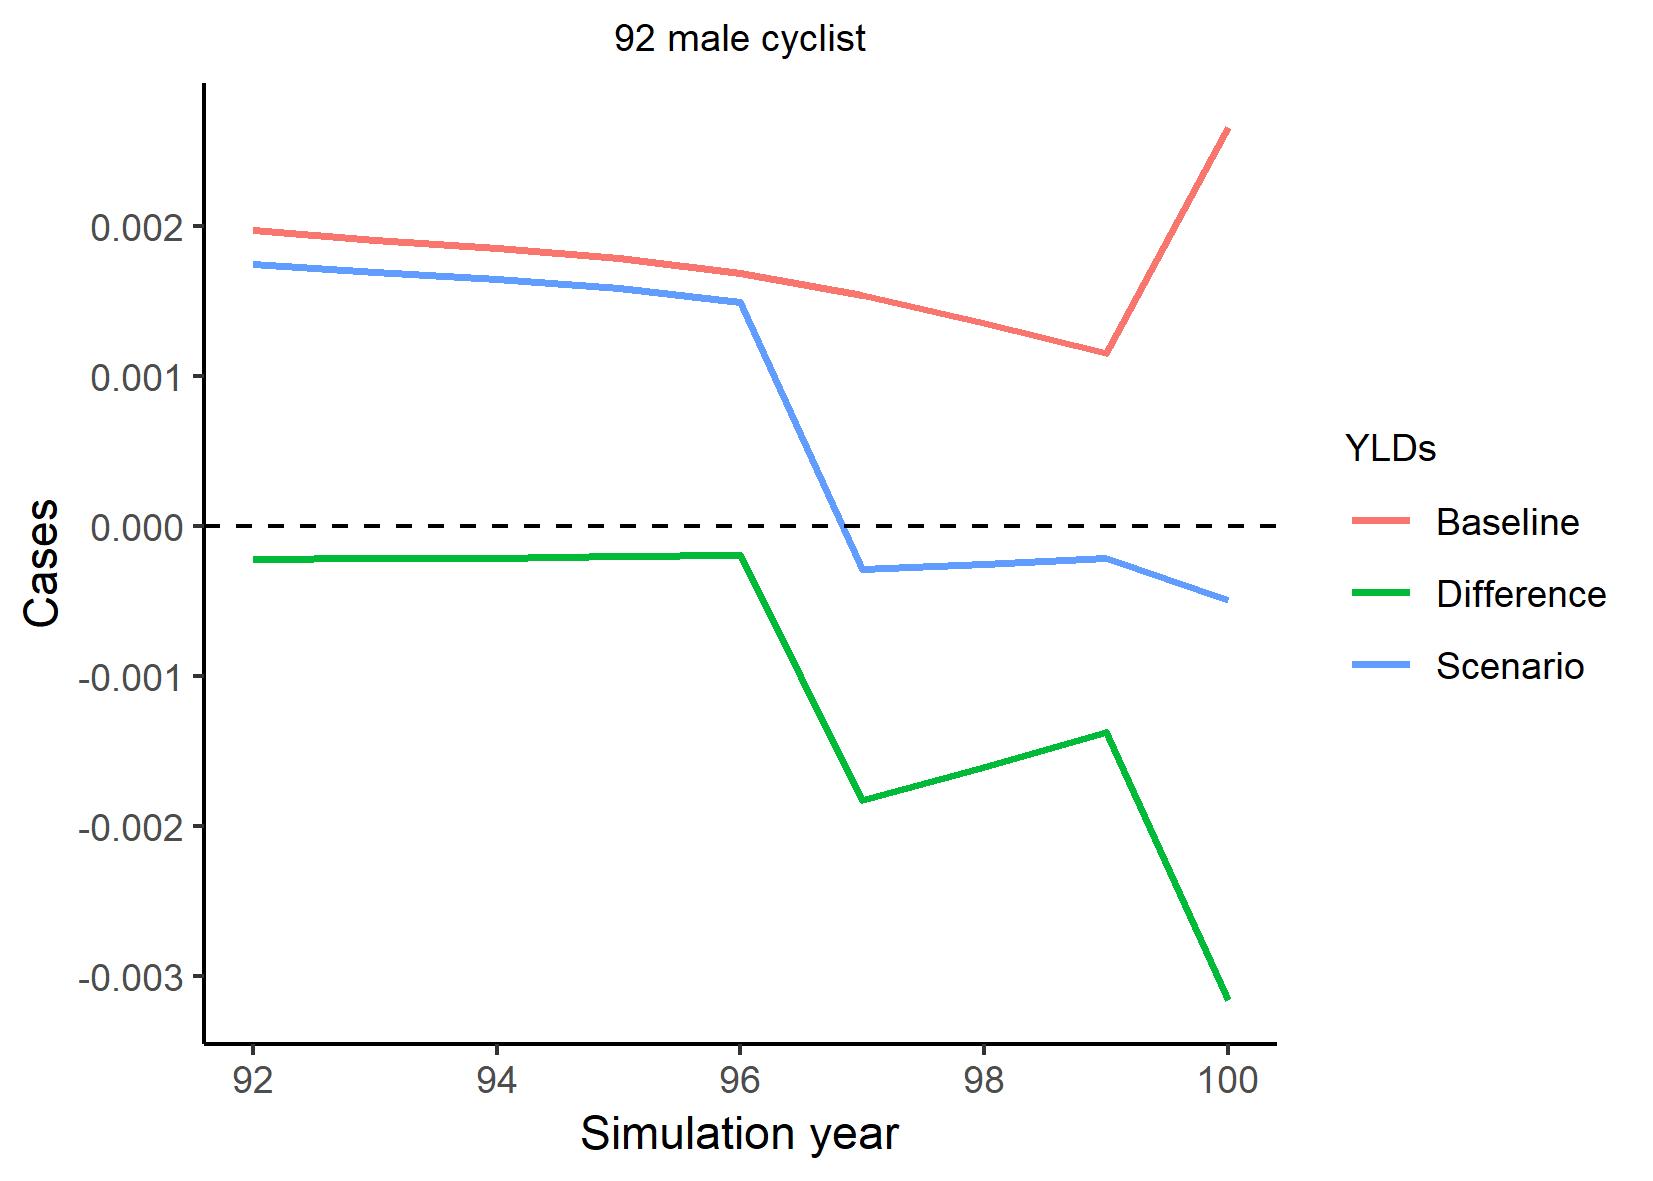 92 male cyclist
0.002
0.001
0.000
-0.001
-0.002
-0.003
Cases
92 94 96 98 100
Simulation year
YLDs
Baseline
Difference
Scenario